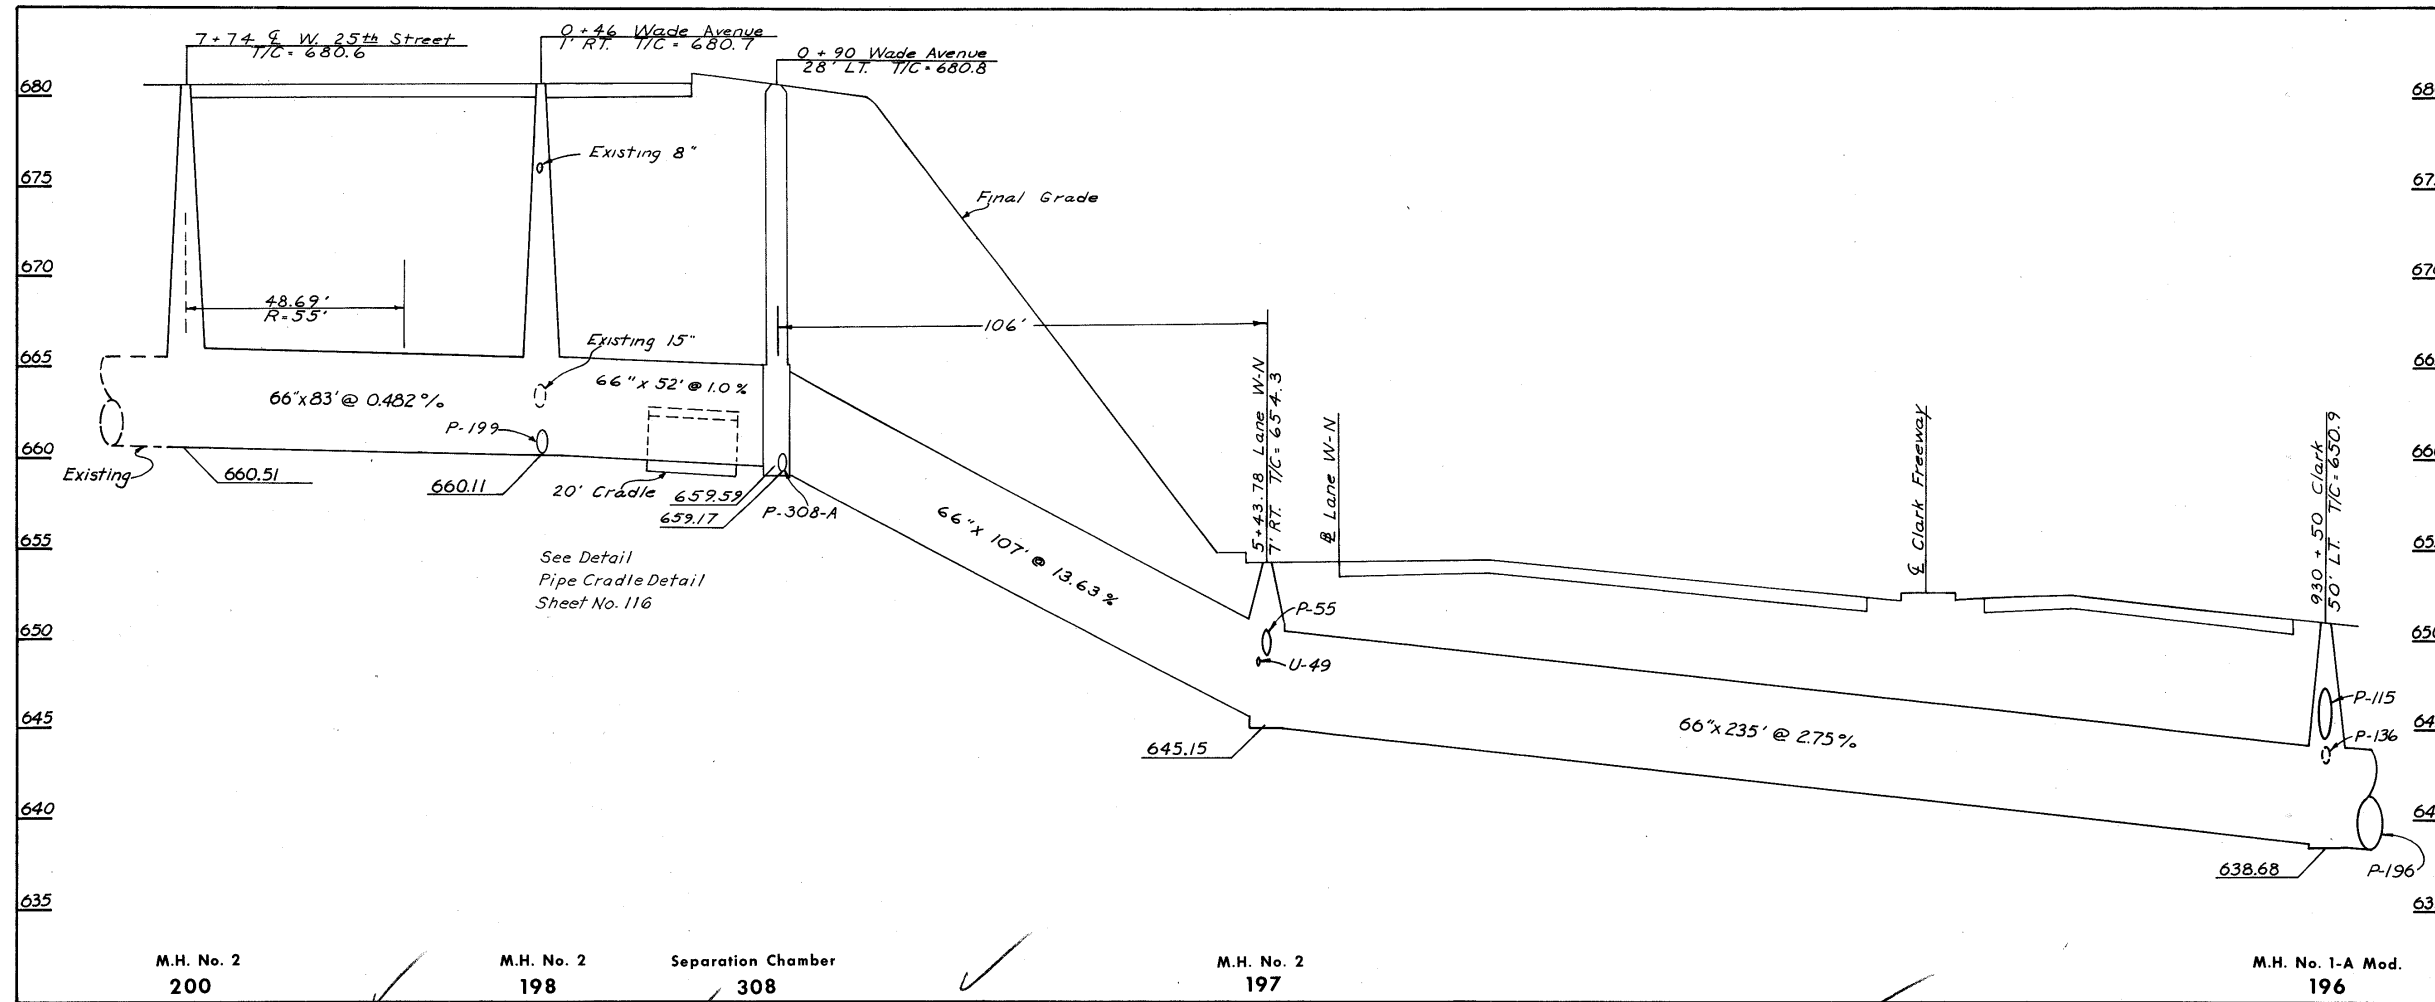 7+74 ℄ W. 25th Street
T/C = 680.6
0+46 Wade Avenue
1' RT. T/C = 680.7
0+90 Wade Avenue
28' LT. T/C = 680.8
680
675
670
665
660
655
650
645
640
635
Existing 8"
Final Grade
48.69'
R=55'
106'
Existing 15"
66"x83' @ 0.482%
66"x 52' @ 1.0%
P-199
Existing
660.51
660.11
20' Cradle
659.59
659.17
P-308-A
See Detail
Pipe Cradle Detail
Sheet No. 116
66"x 107' @ 13.63%
5+43.78 Lane W-N
7' RT. T/C = 654.3
Lane W-N
℄ Clark Freeway
930+50 Clark
50' LT. T/C=650.9
P-55
U-49
645.15
66"x235' @ 2.75%
P-115
P-136
638.68
P-196
M.H. No. 2
200
M.H. No. 2
198
Separation Chamber
308
M.H. No. 2
197
M.H. No. 1-A Mod.
196